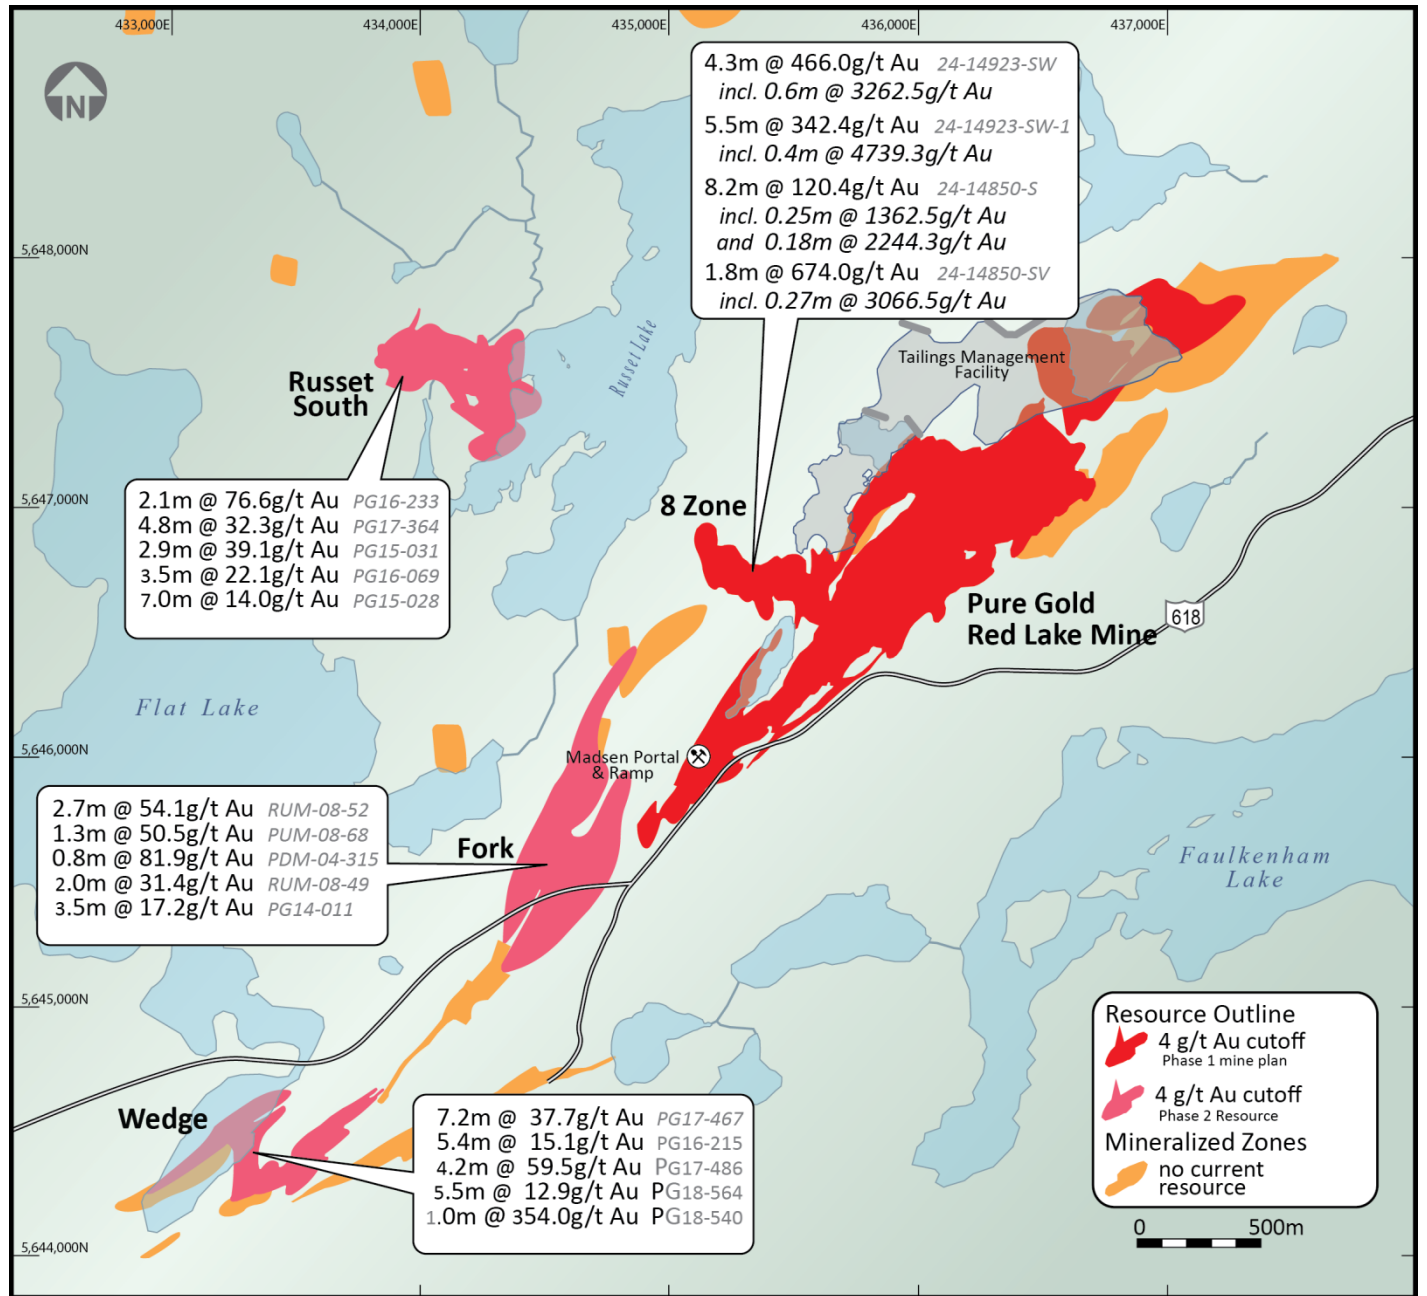 433,000E
434,000E
435,000E
436,000E
437,000E
N
4.3m @ 466.0g/t Au 24-14923-SW
incl. 0.6m @ 3262.5g/t Au
5.5m @ 342.4g/t Au 24-14923-SW-1
incl. 0.4m @ 4739.3g/t Au
8.2m @ 120.4g/t Au 24-14850-S
incl. 0.25m @ 1362.5g/t Au
and 0.18m @ 2244.3g/t Au
1.8m @ 674.0g/t Au 24-14850-SV
incl. 0.27m @ 3066.5g/t Au
5,648,000N
Russet Lake
Tailings Management
Facility
Russet
South
2.1m @ 76.6g/t Au PG16-233
4.8m @ 32.3g/t Au PG17-364
2.9m @ 39.1g/t Au PG15-031
3.5m @ 22.1g/t Au PG16-069
7.0m @ 14.0g/t Au PG15-028
5,647,000N
8 Zone
Pure Gold
Red Lake Mine
618
Flat Lake
5,646,000N
Madsen Portal
& Ramp
2.7m @ 54.1g/t Au RUM-08-52
1.3m @ 50.5g/t Au PUM-08-68
0.8m @ 81.9g/t Au PDM-04-315
2.0m @ 31.4g/t Au RUM-08-49
3.5m @ 17.2g/t Au PG14-011
Fork
Faulkenham
Lake
5,645,000N
Wedge
7.2m @ 37.7g/t Au PG17-467
5.4m @ 15.1g/t Au PG16-215
4.2m @ 59.5g/t Au PG17-486
5.5m @ 12.9g/t Au PG18-564
1.0m @ 354.0g/t Au PG18-540
5,644,000N
Resource Outline
4 g/t Au cutoff
Phase 1 mine plan
4 g/t Au cutoff
Phase 2 Resource
Mineralized Zones
no current
resource
0 500m